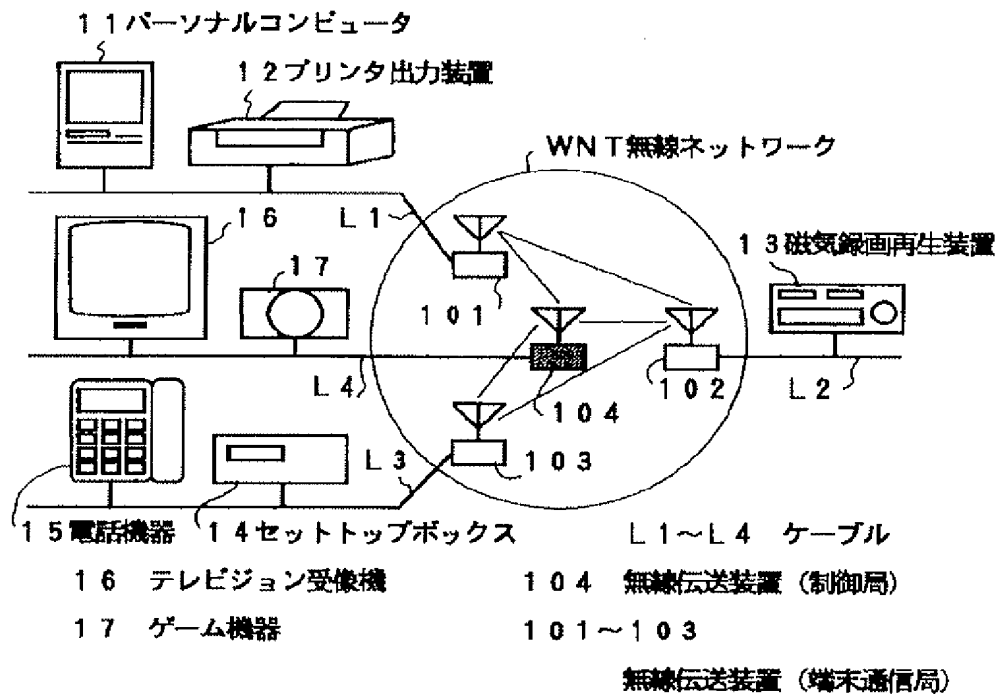 １１パーソナルコンピュータ
１２プリンタ出力装置
ＷＮＴ無線ネットワーク
１６
Ｌ１
１３磁気録画再生装置
１７
１０１
Ｌ４
１０４
１０２
Ｌ２
Ｌ３
１０３
１５電話機器
１４セットトップボックス
Ｌ１～Ｌ４　ケーブル
１６　テレビジョン受像機
１０４　無線伝送装置（制御局）
１７　ゲーム機器
１０１～１０３
無線伝送装置（端末通信局）